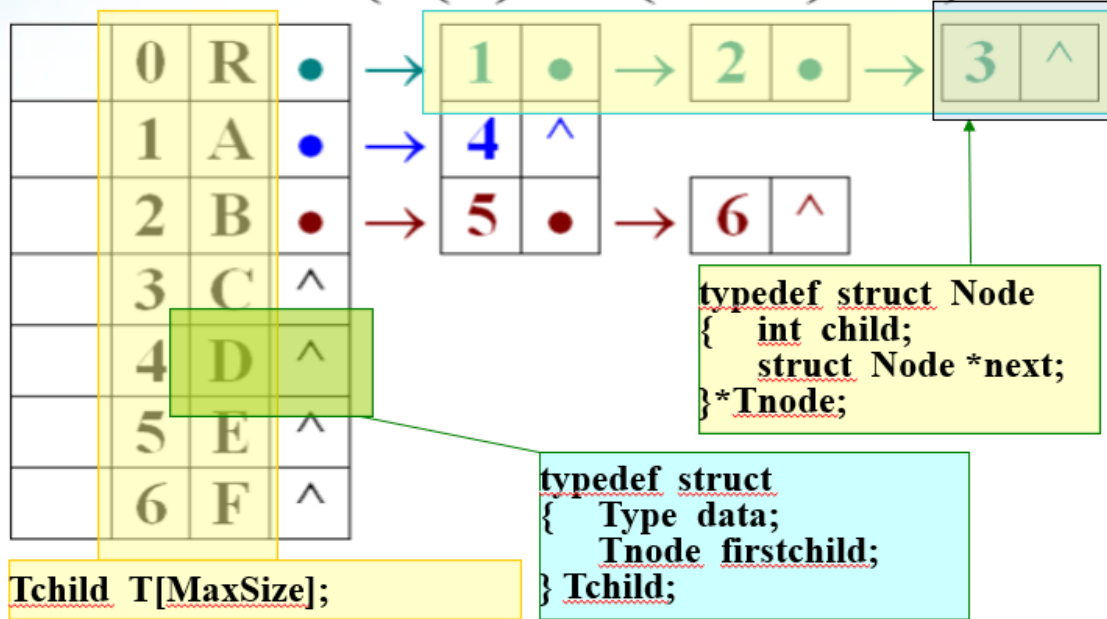 0 R ● → 1 ● → 2 ● → 3 ^
1 A ● → 4 ^
2 B ● → 5 ● → 6 ^
3 C ^
4 D ^
5 E ^
6 F ^
typedef struct Node
{ int child;
struct Node *next;
}*Tnode;
typedef struct
{ Type data;
Tnode firstchild;
} Tchild;
Tchild T[MaxSize];